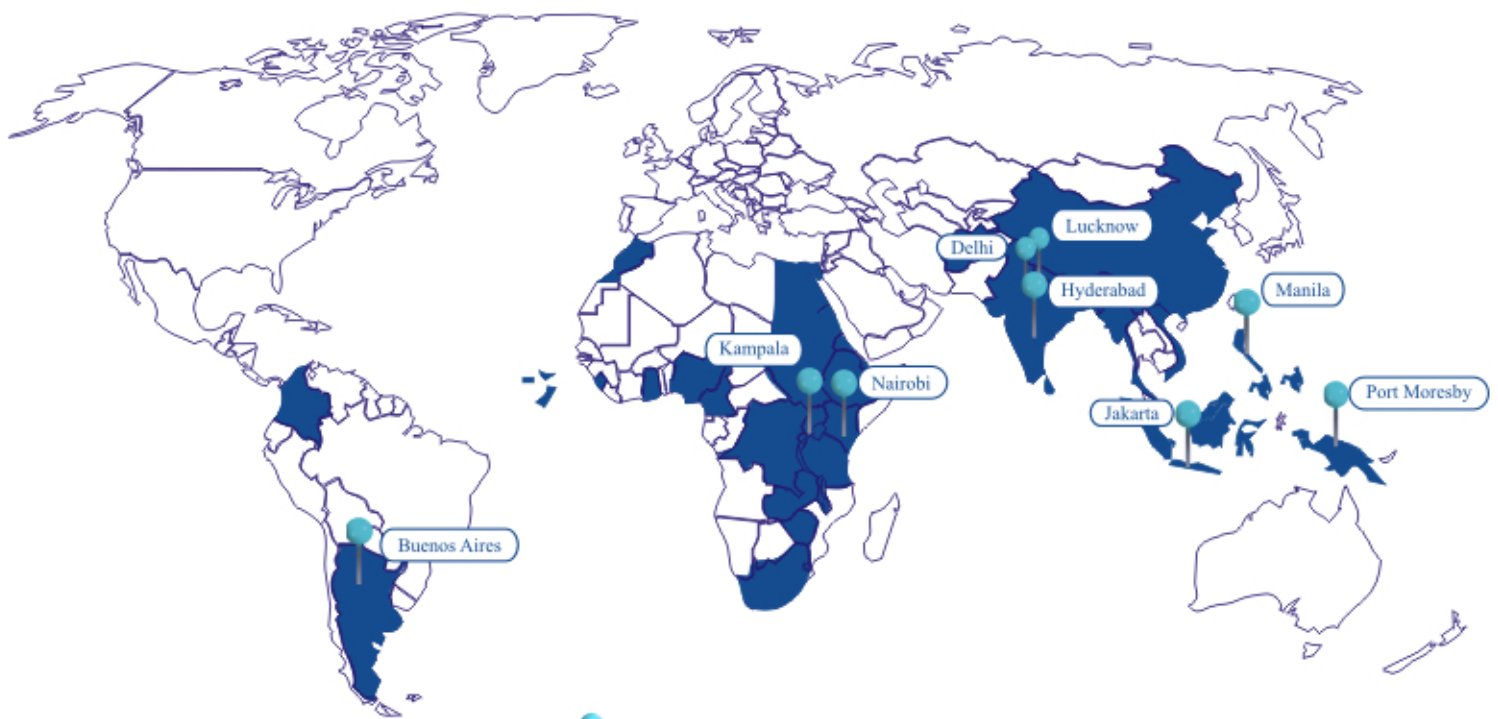 Lucknow
Delhi
Hyderabad
Manila
Kampala
Nairobi
Port Moresby
Jakarta
Buenos Aires